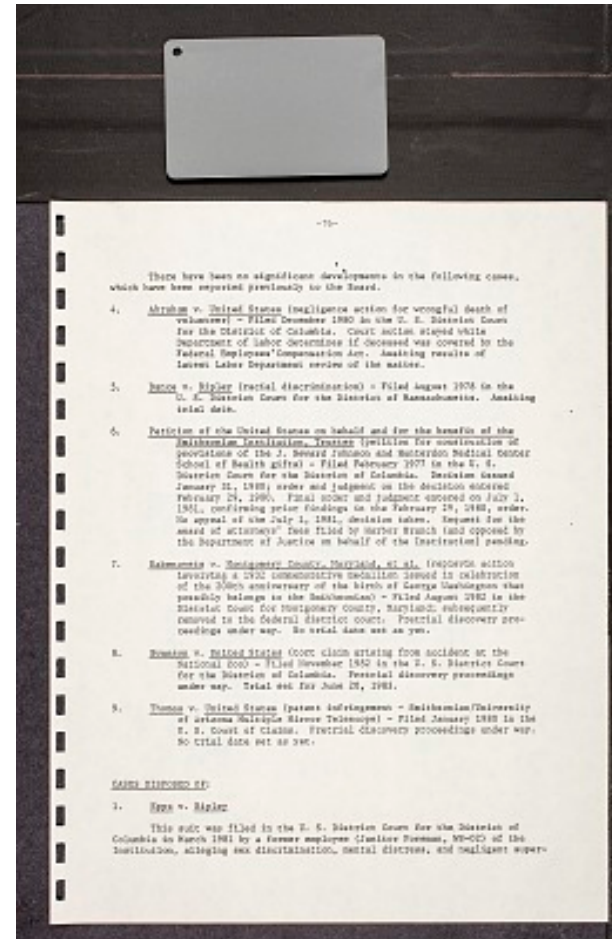 There have been no significant developments in the following cases,
which have been reported previously to the Board.
4. Abraham v. United States (negligence action for wrongful death of
volunteer) - Filed December 1980 in the U. S. District Court
for the District of Columbia. Court action stayed while
Department of Labor determines if deceased was covered by the
Federal Employees' Compensation Act. Awaiting results of
latest Labor Department review of the matter.
5. v. Ripley (racial discrimination) - Filed August 1978 in the
U. S. District Court for the District of Massachusetts. Awaiting
trial date.
6. Petition of the United States on behalf and for the benefit of the
Smithsonian Institution, Trustee (petition for construction of
provisions of the J. Seward Johnson and Hunterdon Medical Center
School of Health gifts) - Filed February 1977 in the U. S.
District Court for the District of Columbia. Decision issued
January 31, 1980; order and judgment on the decision entered
February 29, 1980. Final order and judgment entered on July 1,
1981, confirming prior findings in the February 29, 1980, order.
No appeal of the July 1, 1981, decision taken. Request for the
award of attorneys' fees filed by Harbor Branch (and opposed by
the Department of Justice on behalf of the Institution) pending.
7. v. Montgomery County, Maryland, et al. (replevin action
involving a 1932 commemorative medallion issued in celebration
of the 200th anniversary of the birth of George Washington that
possibly belongs to the Smithsonian) - Filed August 1982 in the
District Court for Montgomery County, Maryland; subsequently
removed to the federal district court. Pretrial discovery pro-
ceedings under way. No trial date set as yet.
8. v. United States (tort claim arising from accident at the
National Zoo) - Filed November 1982 in the U. S. District Court
for the District of Columbia. Pretrial discovery proceedings
under way. Trial set for June 20, 1983.
9. Thomas v. United States (patent infringement - Smithsonian/University
of Arizona Multiple Mirror Telescope) - Filed January 1980 in the
U. S. Court of Claims. Pretrial discovery proceedings under way.
No trial date set as yet.
CASES DISPOSED OF:
1. Epps v. Ripley
This suit was filed in the U. S. District Court for the District of
Columbia in March 1981 by a former employee (Janitor Foreman, ) of the
Institution, alleging sex discrimination, mental distress, and negligent super-